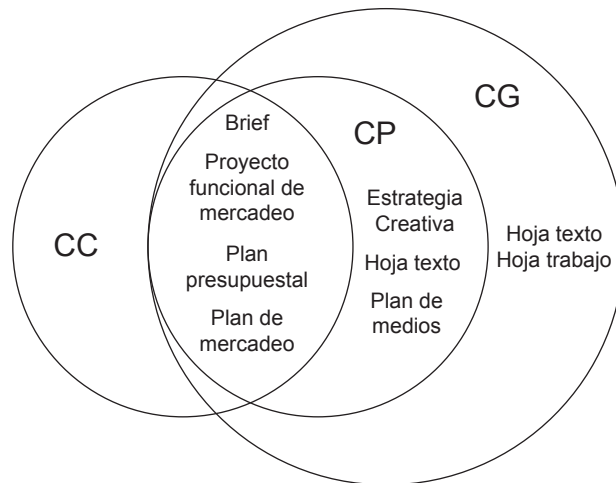 CG
CP
CC
Brief
Proyecto
funcional de
mercadeo
Plan
presupuestal
Plan de
mercadeo
Estrategia
Creativa
Hoja texto
Plan de
medios
Hoja texto
Hoja trabajo